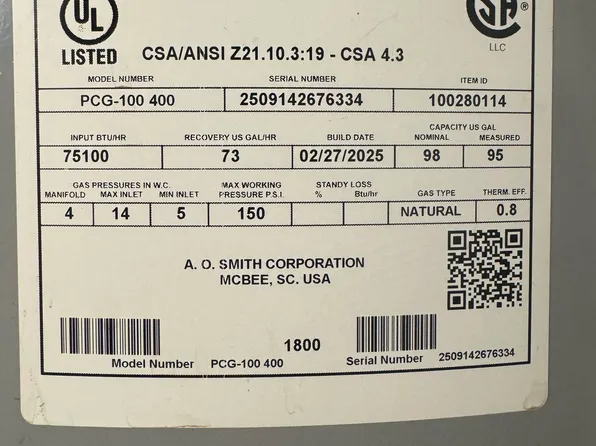 UL
LISTED
SA
®
LLC
CSA/ANSI Z21.10.3:19 - CSA 4.3
MODEL NUMBER SERIAL NUMBER ITEM ID
PCG-100 400 2509142676334 100280114
INPUT BTU/HR RECOVERY US GAL/HR BUILD DATE CAPACITY US GAL NOMINAL MEASURED
75100 73 02/27/2025 98 95
GAS PRESSURES IN W.C. MAX WORKING STANDY LOSS
MANIFOLD MAX INLET MIN INLET PRESSURE P.S.I. % Btu/hr GAS TYPE THERM. EFF.
4 14 5 150 NATURAL 0.8
A. O. SMITH CORPORATION
MCBEE, SC. USA
1800
Model Number PCG-100 400 Serial Number 2509142676334